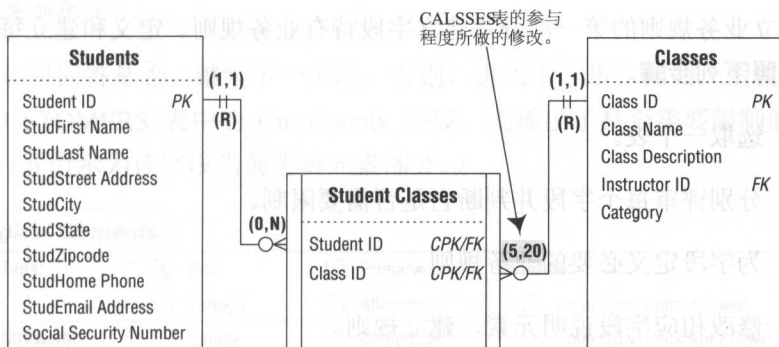 CALSSES表的参与
程度所做的修改。
Students
Student ID PK
StudFirst Name
StudLast Name
StudStreet Address
StudCity
StudState
StudZipcode
StudHome Phone
StudEmail Address
Social Security Number
(1,1)
(R)
(0,N)
Student Classes
Student ID CPK/FK
Class ID CPK/FK
(5,20)
(1,1)
(R)
Classes
Class ID PK
Class Name
Class Description
Instructor ID FK
Category